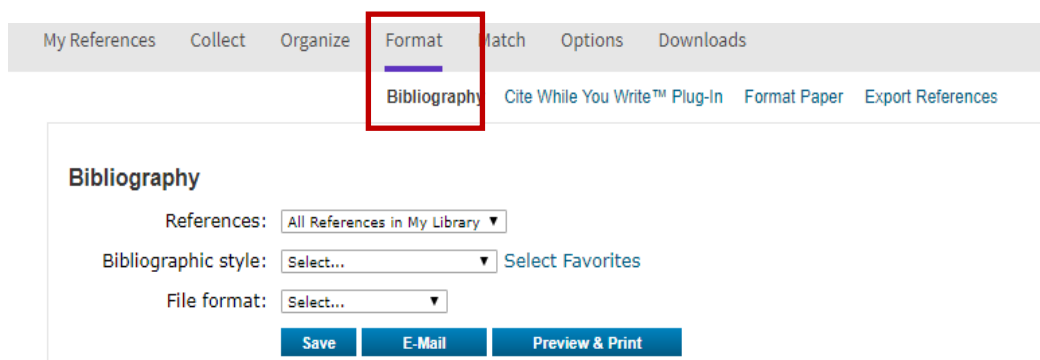 My References Collect Organize Format Match Options Downloads
Bibliography Cite While You Write™ Plug-In Format Paper Export References
Bibliography
References: All References in My Library ▼
Bibliographic style: Select... ▼ Select Favorites
File format: Select... ▼
Save E-Mail Preview & Print